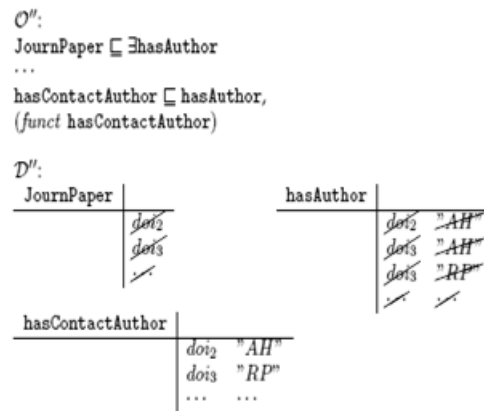 𝒪″:
JournPaper ⊑ ∃hasAuthor
...
hasContactAuthor ⊑ hasAuthor,
(funct hasContactAuthor)
𝒟″:
JournPaper
doi₂
doi₃
...
hasAuthor
doi₂ "AH"
doi₃ "AH"
doi₃ "RP"
... ...
hasContactAuthor
doi₂ "AH"
doi₃ "RP"
... ...